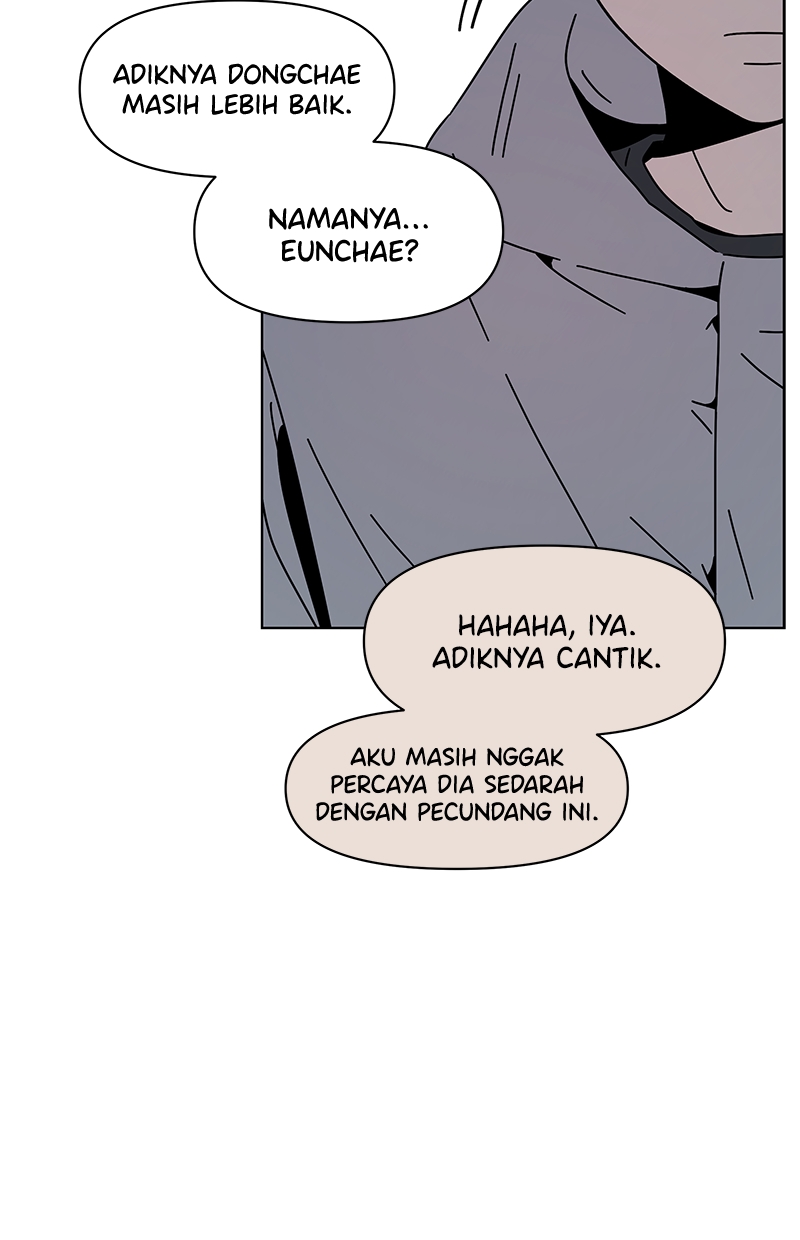 ADIKNYA DONGCHAE
MASIH LEBIH BAIK.
NAMANYA...
EUNCHAE?
HAHAHA, IYA.
ADIKNYA CANTIK.
AKU MASIH NGGAK
PERCAYA DIA SEDARAH
DENGAN PECUNDANG INI.